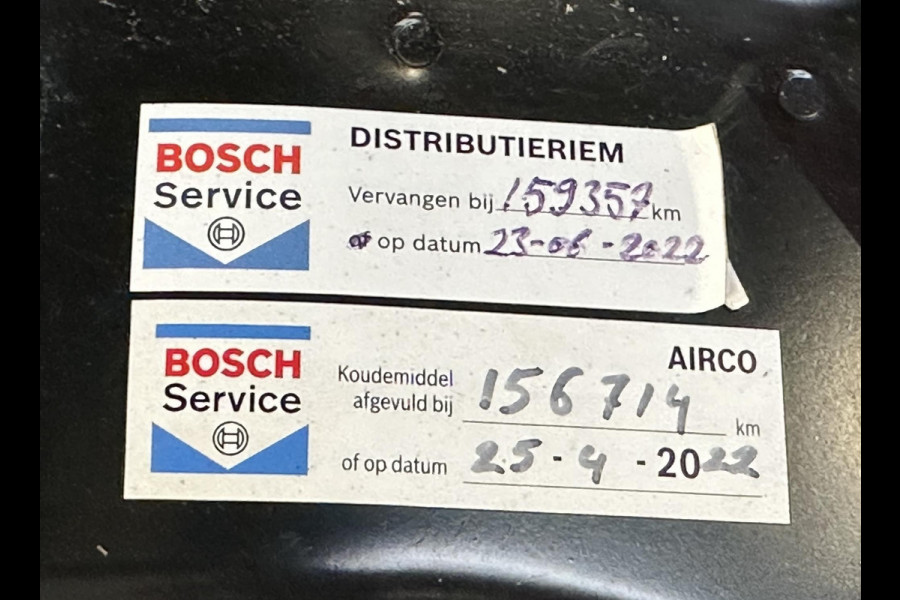 BOSCH
Service
DISTRIBUTIERIEM
Vervangen bij 159357 km
of op datum 23-06-2022
BOSCH
Service
AIRCO
Koudemiddel
afgevuld bij 156714 km
of op datum 25-4-2022